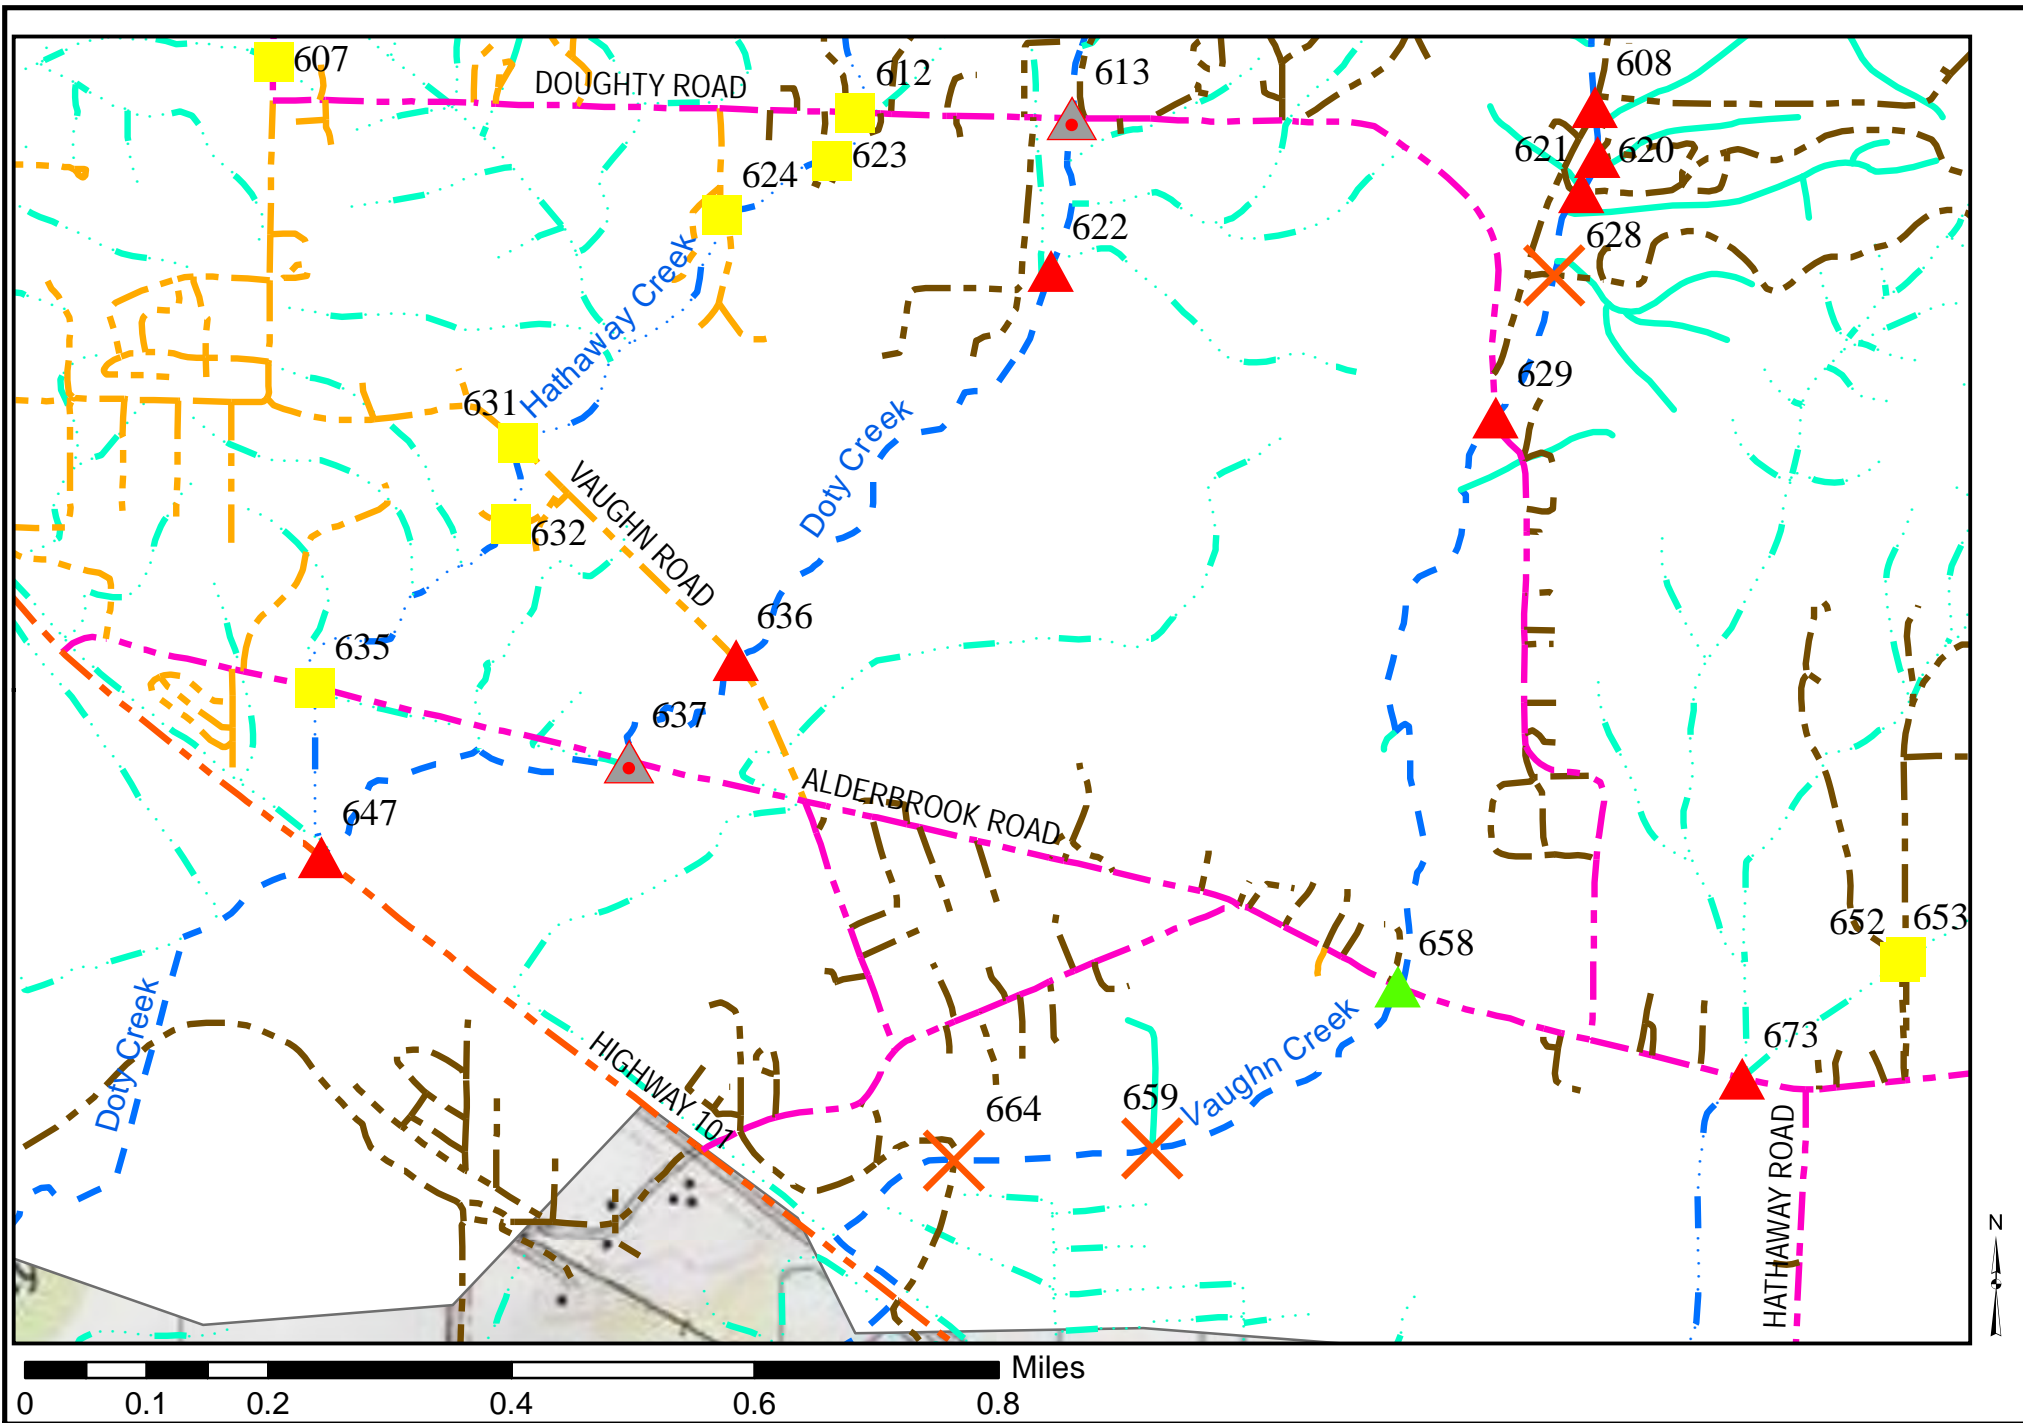 607
DOUGHTY ROAD
612
613
608
624
623
621
620
622
628
Hathaway Creek
629
631
Doty Creek
VAUGHN ROAD
632
636
635
637
ALDERBROOK ROAD
647
658
652
653
Doty Creek
HIGHWAY 101
Vaughn Creek
673
664
659
HATHAWAY ROAD
N
Miles
0
0.1
0.2
0.4
0.6
0.8